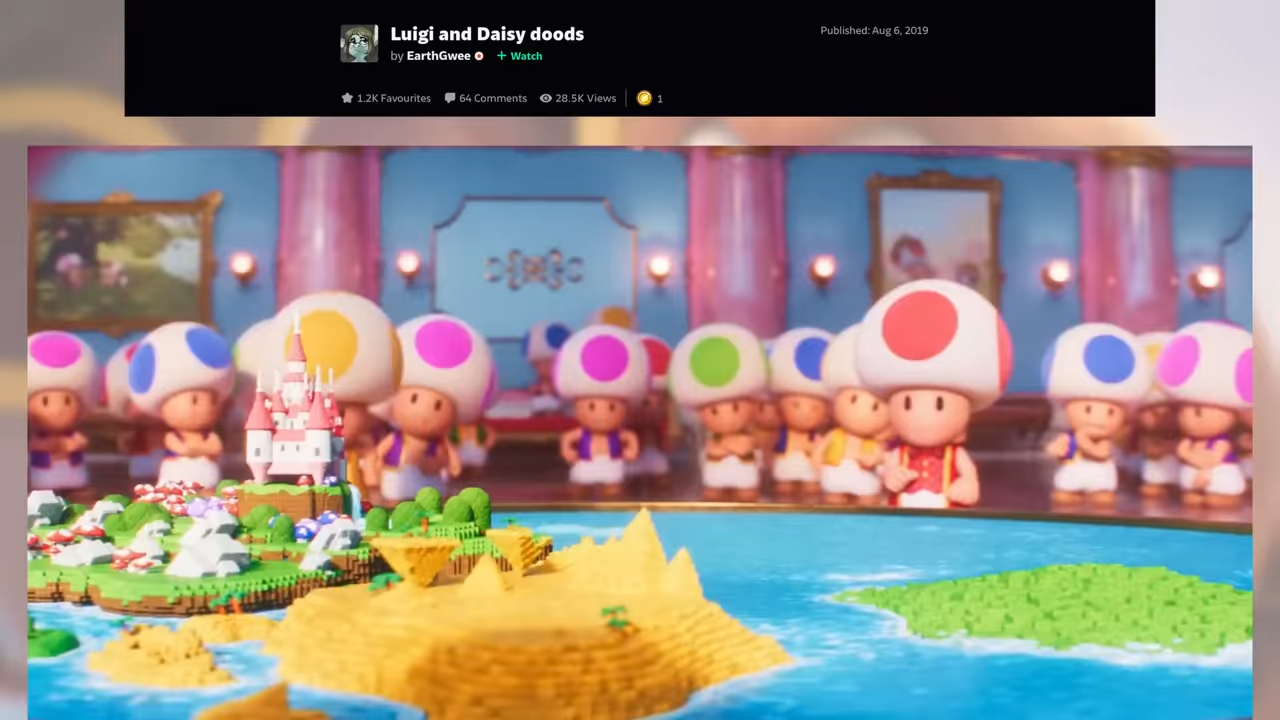 Luigi and Daisy doods
Published: Aug 6, 2019
by EarthGwee + Watch
1.2K Favourites 64 Comments 28.5K Views 1